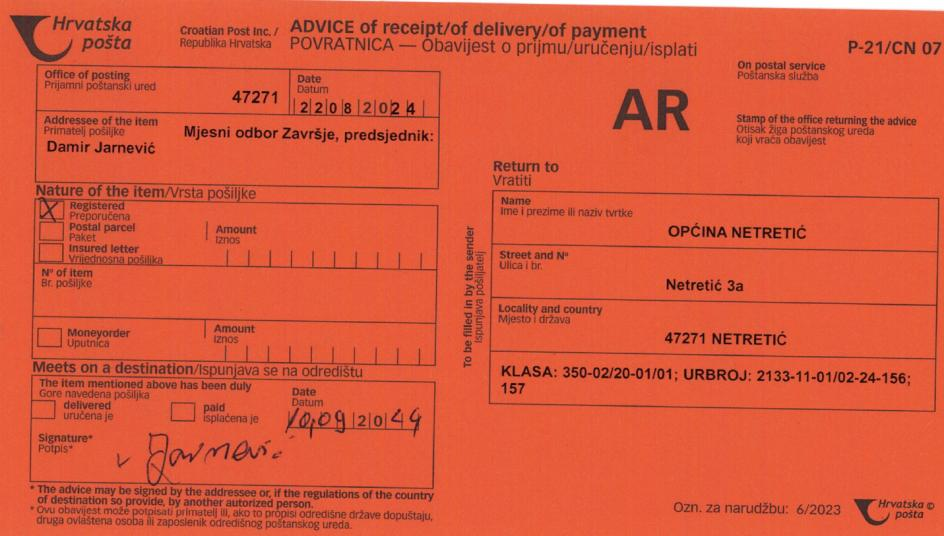 Hrvatska
pošta
Croatian Post Inc. /
Republika Hrvatska
ADVICE of receipt/of delivery/of payment
POVRATNICA — Obavijest o prijmu/uručenju/isplati
P-21/CN 07
Office of posting
Prijamni poštanski ured
47271
Date
Datum
22082024
Addressee of the item
Primatelj pošiljke
Mjesni odbor Završje, predsjednik:
Damir Jarnević
Nature of the item/Vrsta pošiljke
X
Registered
Preporučena
Postal parcel
Paket
Amount
Iznos
Insured letter
Vrijednosna pošiljka
Nº of item
Br. pošiljke
Moneyorder
Uputnica
Amount
Iznos
Meets on a destination/Ispunjava se na odredištu
The item mentioned above has been duly
Gore navedena pošiljka
delivered
uručena je
paid
isplaćena je
Date
Datum
Signature*
Potpis*
* The advice may be signed by the addressee or, if the regulations of the country
of destination so provide, by another autorized person.
* Ovu obavijest može potpisati primatelj ili, ako to propisi odredišne države dopuštaju,
druga ovlaštena osoba ili zaposlenik odredišnog poštanskog ureda.
AR
On postal service
Poštanska služba
Stamp of the office returning the advice
Otisak žiga poštanskog ureda
koji vraća obavijest
Return to
Vratiti
To be filled in by the sender
Ispunjava pošiljatelj
Name
Ime i prezime ili naziv tvrtke
OPĆINA NETRETIĆ
Street and Nº
Ulica i br.
Netretić 3a
Locality and country
Mjesto i država
47271 NETRETIĆ
KLASA: 350-02/20-01/01; URBROJ: 2133-11-01/02-24-156;
157
Ozn. za narudžbu: 6/2023
Hrvatska ©
pošta